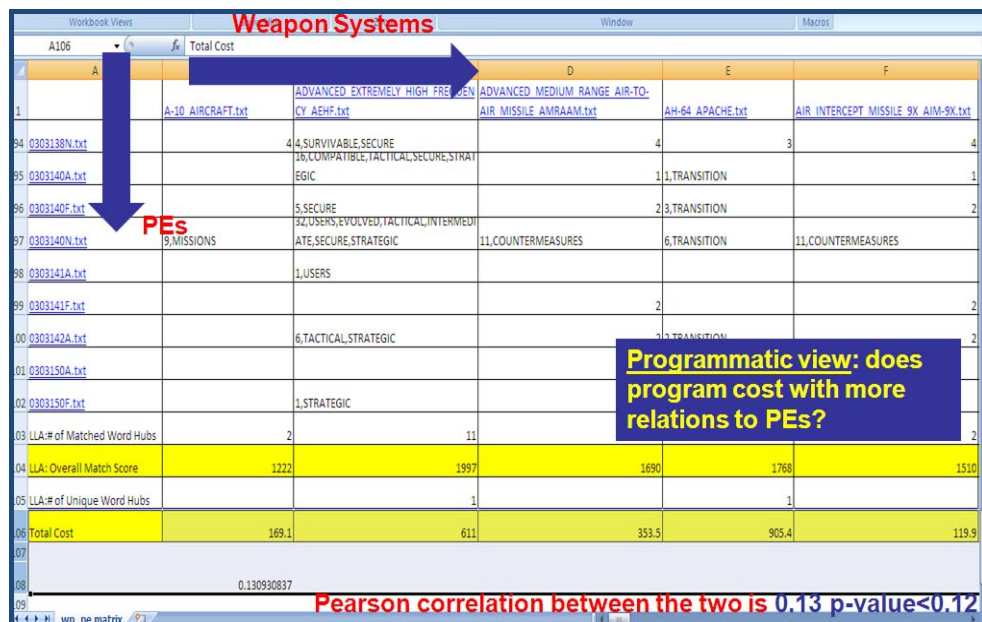 Workbook Views
Window
Macros
Weapon Systems
A106
fx
Total Cost
A
D
E
F
1
A-10 AIRCRAFT.txt
ADVANCED EXTREMELY HIGH FREQUEN
CY AEHF.txt
ADVANCED MEDIUM RANGE AIR-TO-
AIR MISSILE AMRAAM.txt
AH-64 APACHE.txt
AIR INTERCEPT MISSILE 9X AIM-9X.txt
94 0303138N.txt 4 4,SURVIVABLE,SECURE 4 3 4
95 0303140A.txt
16,COMPATIBLE,TACTICAL,SECURE,STRAT
EGIC
1 1,TRANSITION 1
96 0303140F.txt 5,SECURE 2 3,TRANSITION 2
PEs
97 0303140N.txt 9,MISSIONS
32,USERS,EVOLVED,TACTICAL,INTERMEDI
ATE,SECURE,STRATEGIC
11,COUNTERMEASURES 6,TRANSITION 11,COUNTERMEASURES
98 0303141A.txt 1,USERS
99 0303141F.txt 2 2
00 0303142A.txt 6,TACTICAL,STRATEGIC 2 2,TRANSITION 2
01 0303150A.txt
02 0303150F.txt 1,STRATEGIC
Programmatic view: does
program cost with more
relations to PEs?
03 LLA:# of Matched Word Hubs 2 11 2
04 LLA: Overall Match Score 1222 1997 1690 1768 1510
05 LLA:# of Unique Word Hubs 1 1
06 Total Cost 169.1 611 353.5 905.4 119.9
07
08 0.130930837
09
Pearson correlation between the two is 0.13 p-value<0.12
wp_pe matrix